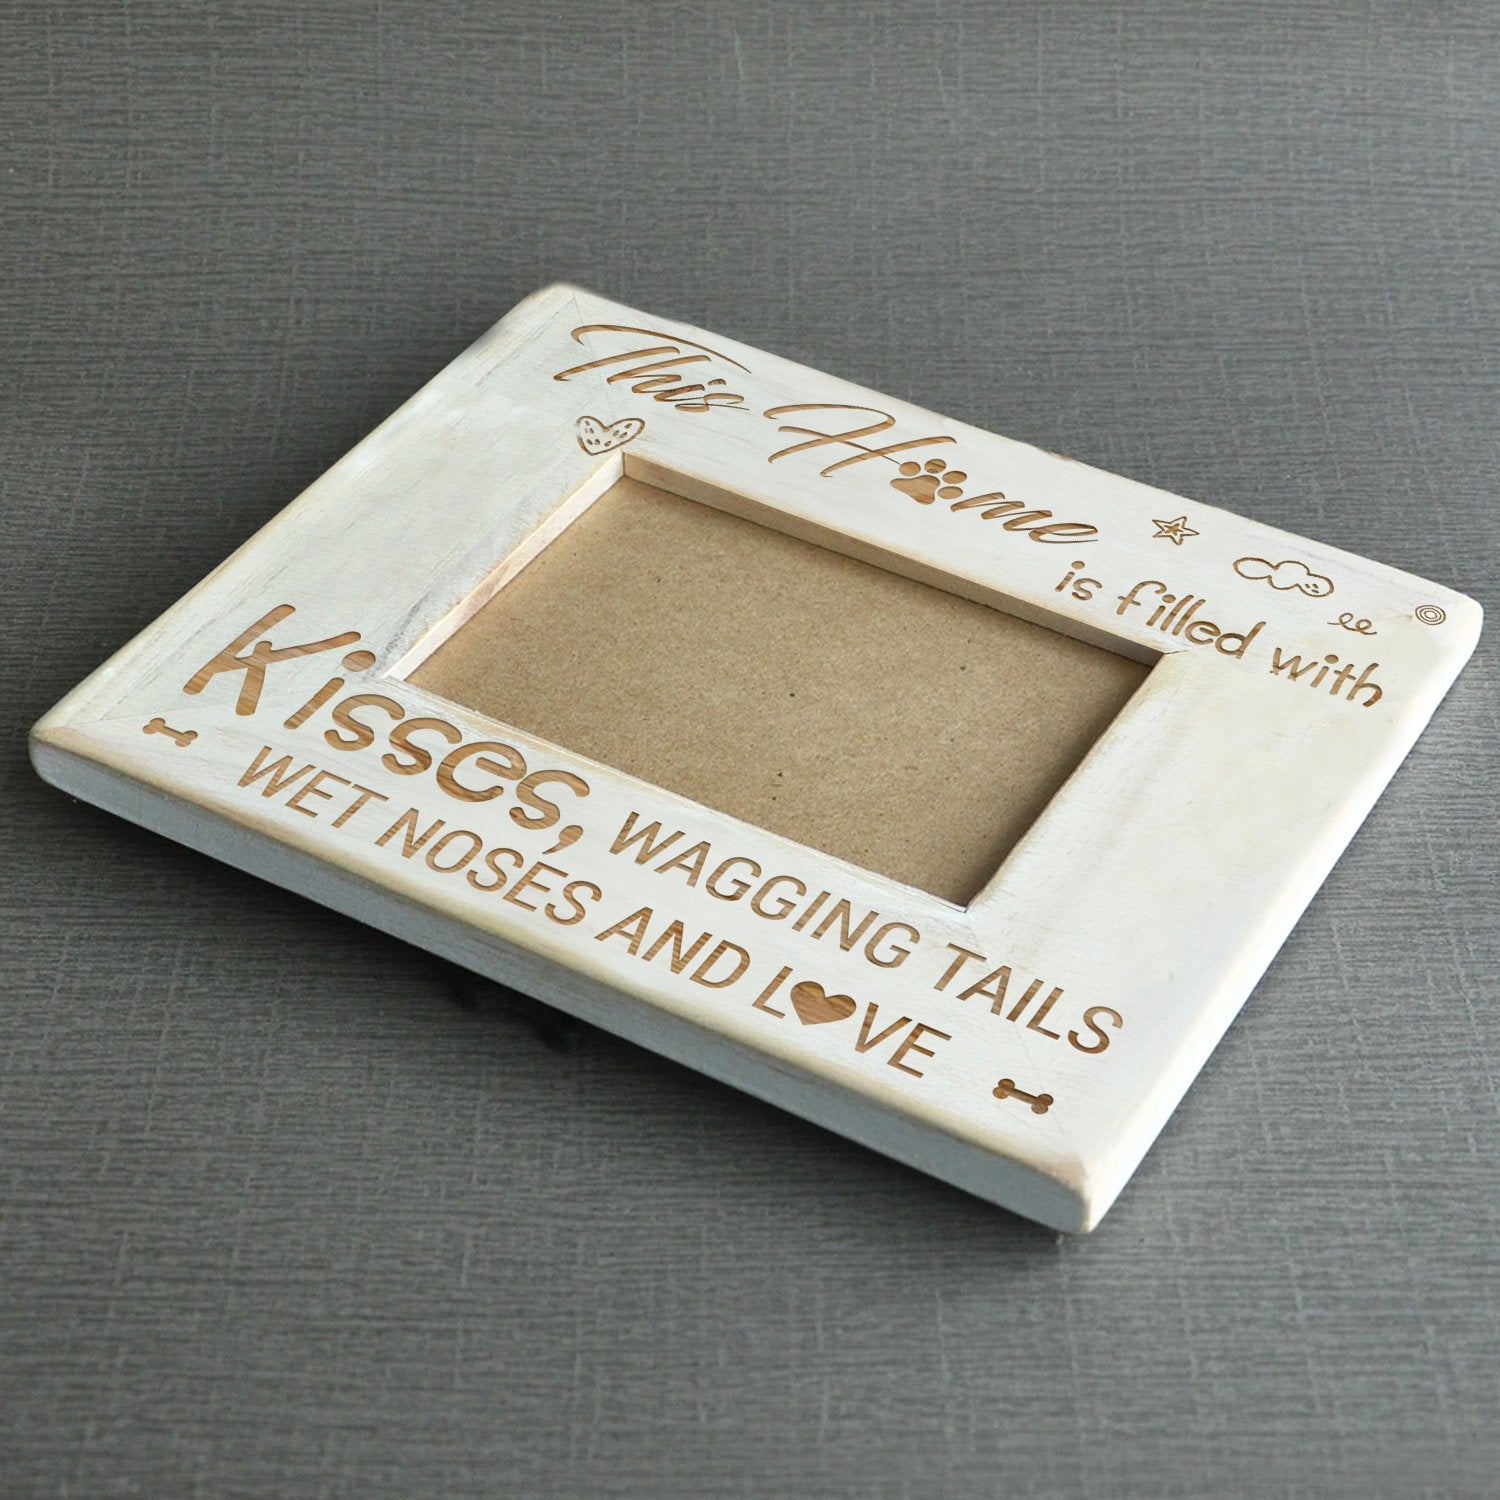 This Home
is filled with
Kisses, WAGGING TAILS
WET NOSES AND LOVE